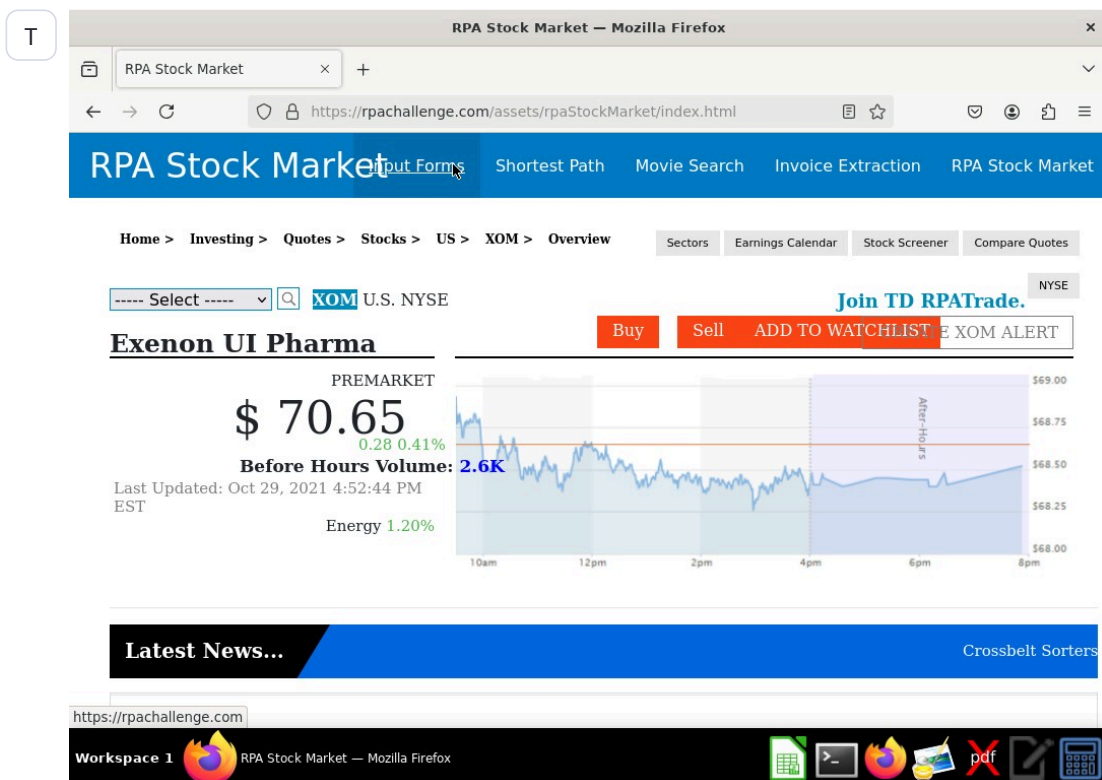 T
RPA Stock Market — Mozilla Firefox
RPA Stock Market
https://rpachallenge.com/assets/rpaStockMarket/index.html
RPA Stock Market Input Forms Shortest Path Movie Search Invoice Extraction RPA Stock Market
Home > Investing > Quotes > Stocks > US > XOM > Overview
Sectors Earnings Calendar Stock Screener Compare Quotes
NYSE
----- Select ----- XOM U.S. NYSE
Join TD RPATrade.
Buy Sell ADD TO WATCHLIST XOM ALERT
Exenon UI Pharma
PREMARKET
$ 70.65
0.28 0.41%
Before Hours Volume: 2.6K
Last Updated: Oct 29, 2021 4:52:44 PM
EST
Energy 1.20%
$69.00
$68.75
$68.50
$68.25
$68.00
After-Hours
10am 12pm 2pm 4pm 6pm 8pm
Latest News...
Crossbelt Sorters
https://rpachallenge.com
Workspace 1 RPA Stock Market — Mozilla Firefox
pdf